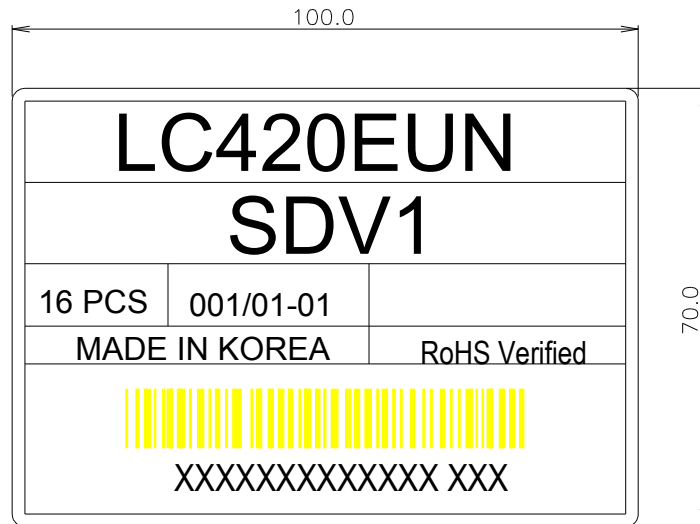 100.0
LC420EUN
SDV1
16 PCS 001/01-01
70.0
MADE IN KOREA RoHS Verified
XXXXXXXXXXXXX XXX